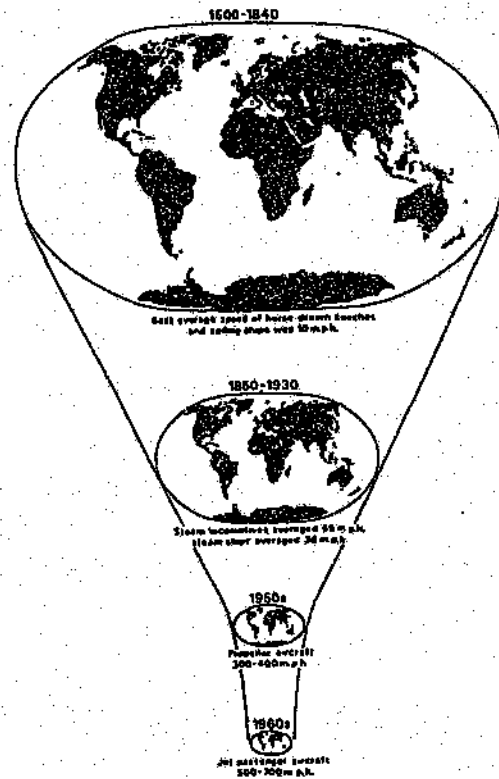 1500-1840
Best average speed of horse-drawn coaches
and sailing ships was 10 m.p.h.
1850-1930
Steam locomotives averaged 65 m.p.h.
steam ships averaged 36 m.p.h.
1950s
Propeller aircraft
300-400 m.p.h.
1960s
Jet passenger aircraft
500-700 m.p.h.